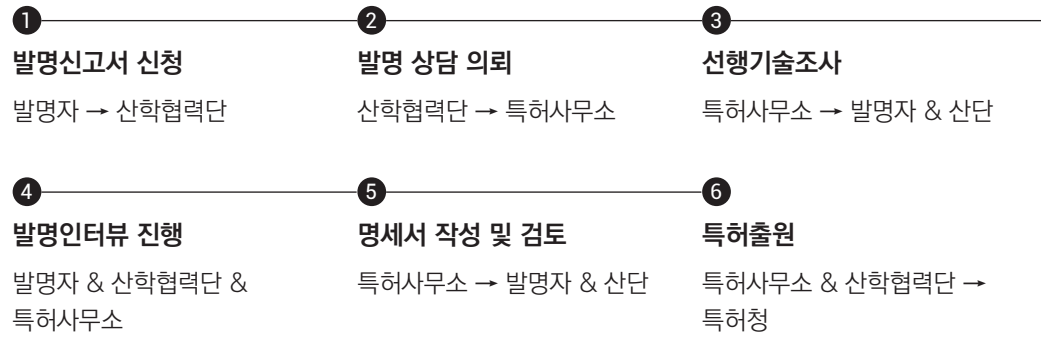 1
발명신고서 신청
발명자 → 산학협력단
2
발명 상담 의뢰
산학협력단 → 특허사무소
3
선행기술조사
특허사무소 → 발명자 & 산단
4
발명인터뷰 진행
발명자 & 산학협력단 &
특허사무소
5
명세서 작성 및 검토
특허사무소 → 발명자 & 산단
6
특허출원
특허사무소 & 산학협력단 →
특허청